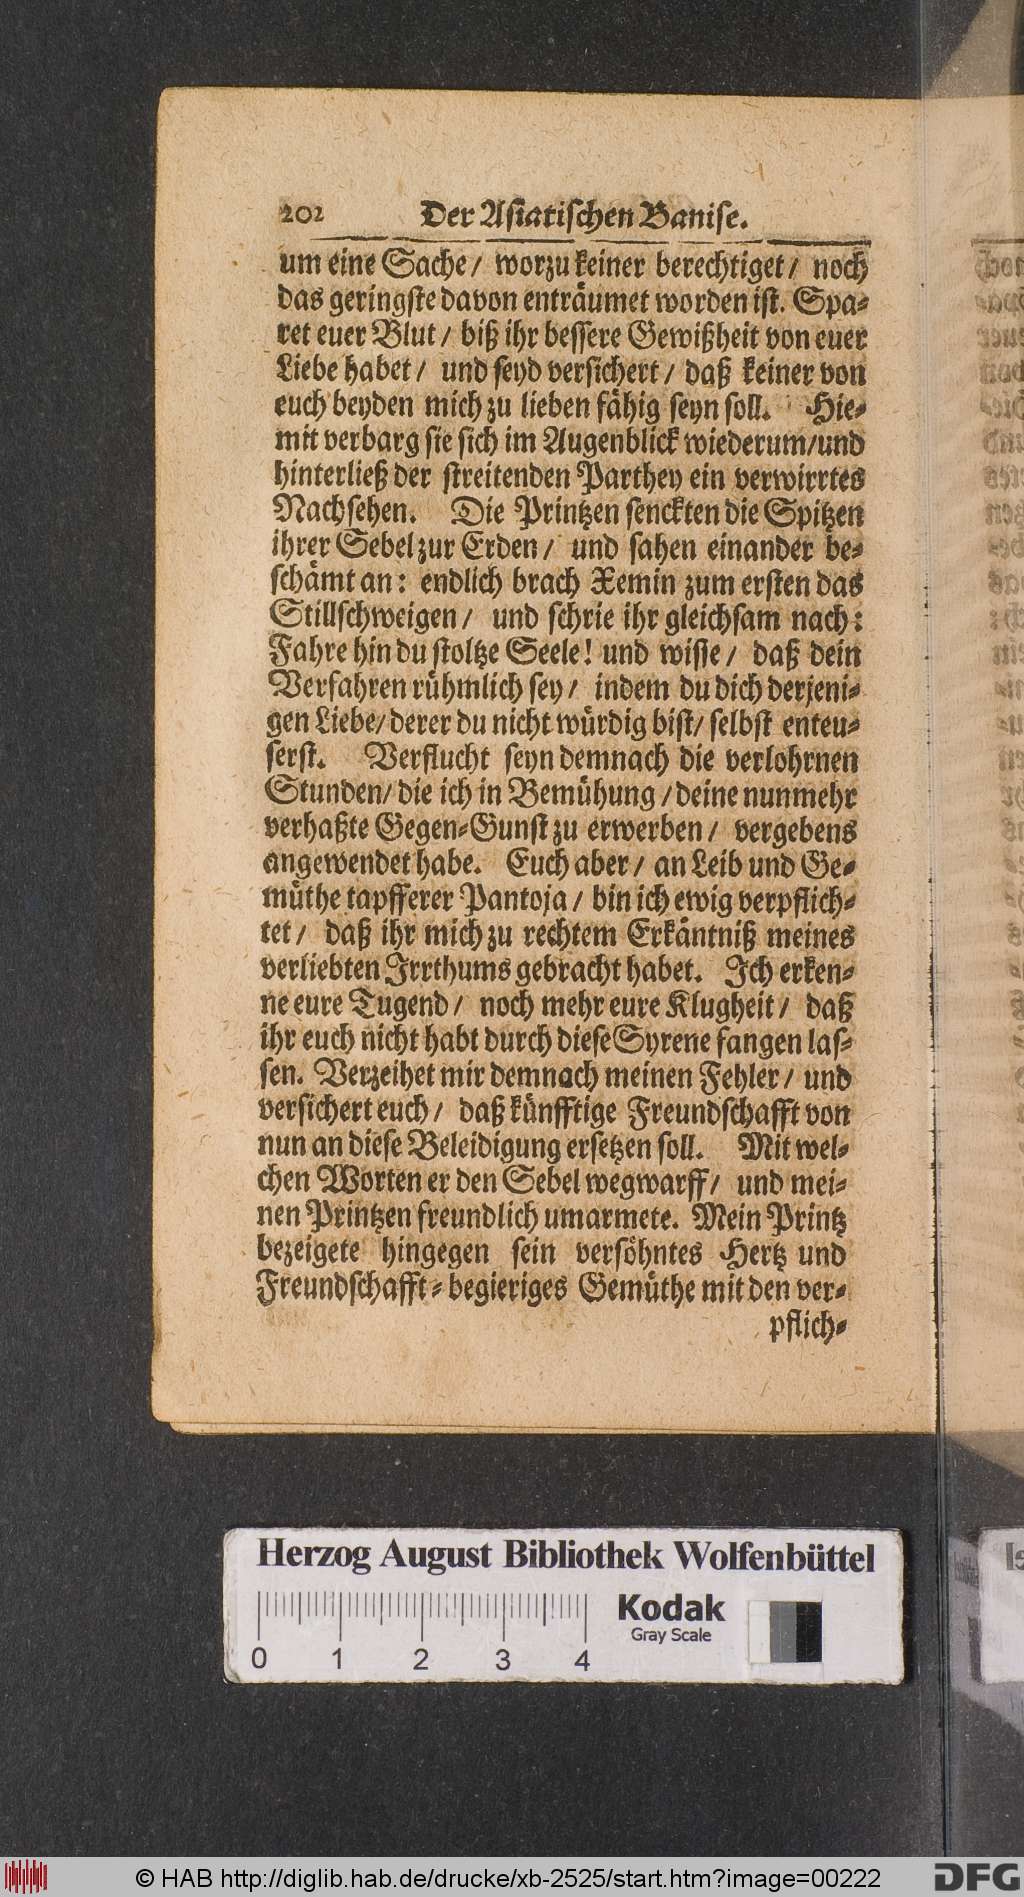 202 Der Asiatischen Banise.
um eine Sache / worzu keiner berechtiget / noch
das geringste davon enträumet worden ist. Spa-
ret euer Blut / biß ihr bessere Gewißheit von euer
Liebe habet / und seyd versichert / daß keiner von
euch beyden mich zu lieben fähig seyn soll. Hie-
mit verbarg sie sich im Augenblick wiederum/und
hinterließ der streitenden Parthey ein verwirrtes
Nachsehen. Die Printzen senckten die Spitzen
ihrer Sebel zur Erden / und sahen einander be-
schämt an: endlich brach Xemin zum ersten das
Stillschweigen / und schrie ihr gleichsam nach:
Fahre hin du stoltze Seele! und wisse / daß dein
Verfahren rühmlich sey / indem du dich derjeni-
gen Liebe/ derer du nicht würdig bist/ selbst enteu-
serst. Verflucht seyn demnach die verlohrnen
Stunden/ die ich in Bemühung /deine nunmehr
verhaßte Gegen-Gunst zu erwerben / vergebens
angewendet habe. Euch aber / an Leib und Ge-
müthe tapfferer Pantoja / bin ich ewig verpflich-
tet / daß ihr mich zu rechtem Erkäntniß meines
verliebten Irrthums gebracht habet. Ich erken-
ne eure Tugend / noch mehr eure Klugheit / daß
ihr euch nicht habt durch diese Syrene fangen las-
sen. Verzeihet mir demnach meinen Fehler / und
versichert euch / daß künfftige Freundschafft von
nun an diese Beleidigung ersetzen soll. Mit wel-
chen Worten er den Sebel wegwarff / und mei-
nen Printzen freundlich umarmete. Mein Printz
bezeigete hingegen sein versöhntes Hertz und
Freundschafft-begieriges Gemüthe mit den ver-
pflich-
Herzog August Bibliothek Wolfenbüttel
0 1 2 3 4
Kodak
Gray Scale
© HAB http://diglib.hab.de/drucke/xb-2525/start.htm?image=00222
DFG